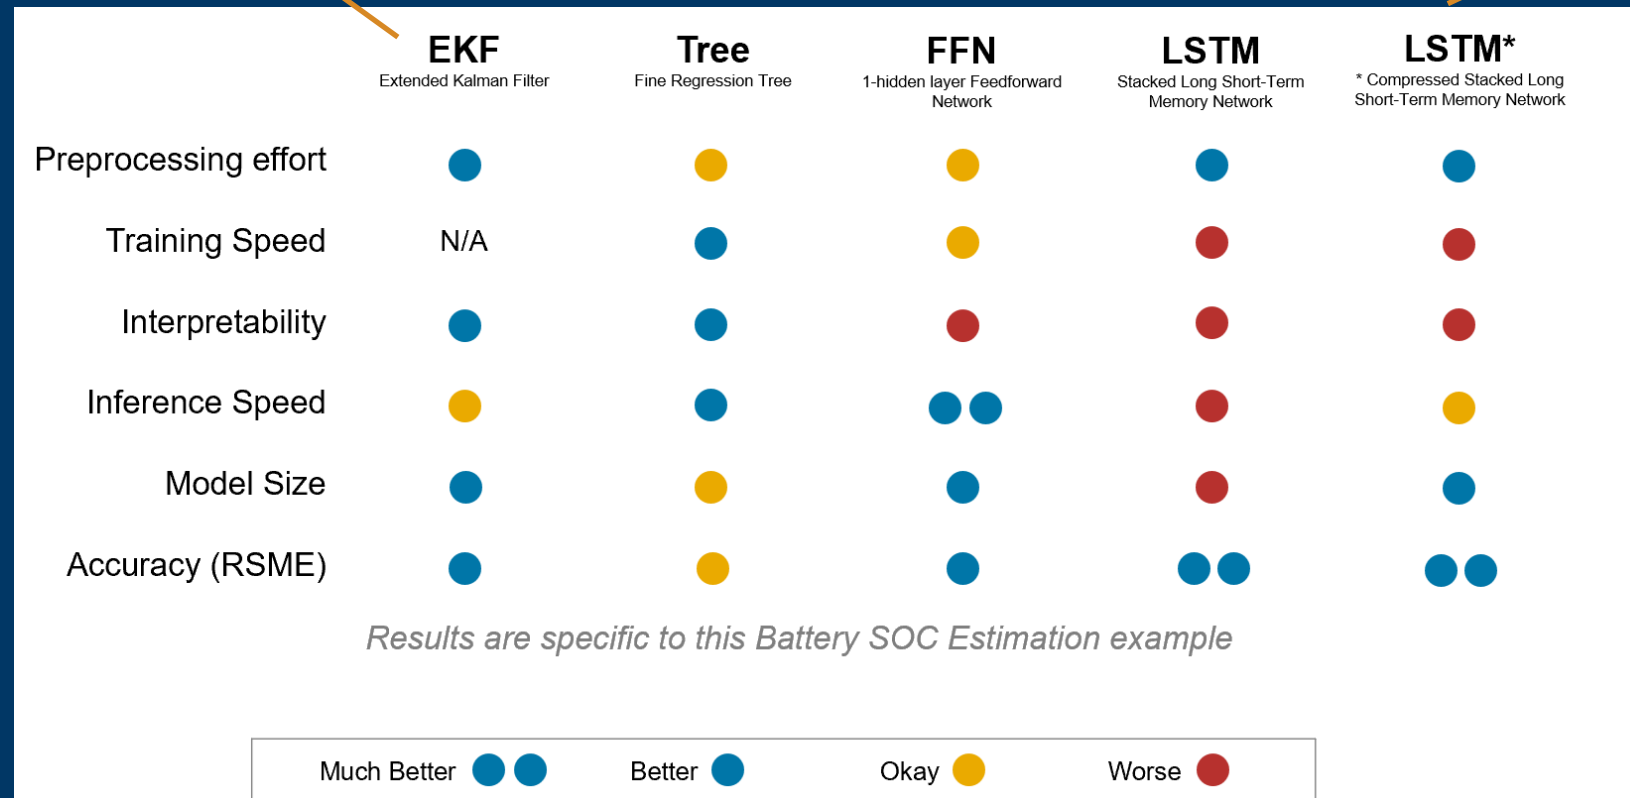 EKF
Extended Kalman Filter
Tree
Fine Regression Tree
FFN
1-hidden layer Feedforward
Network
LSTM
Stacked Long Short-Term
Memory Network
LSTM*
* Compressed Stacked Long
Short-Term Memory Network
Preprocessing effort
Training Speed
N/A
Interpretability
Inference Speed
Model Size
Accuracy (RSME)
Results are specific to this Battery SOC Estimation example
Much Better
Better
Okay
Worse